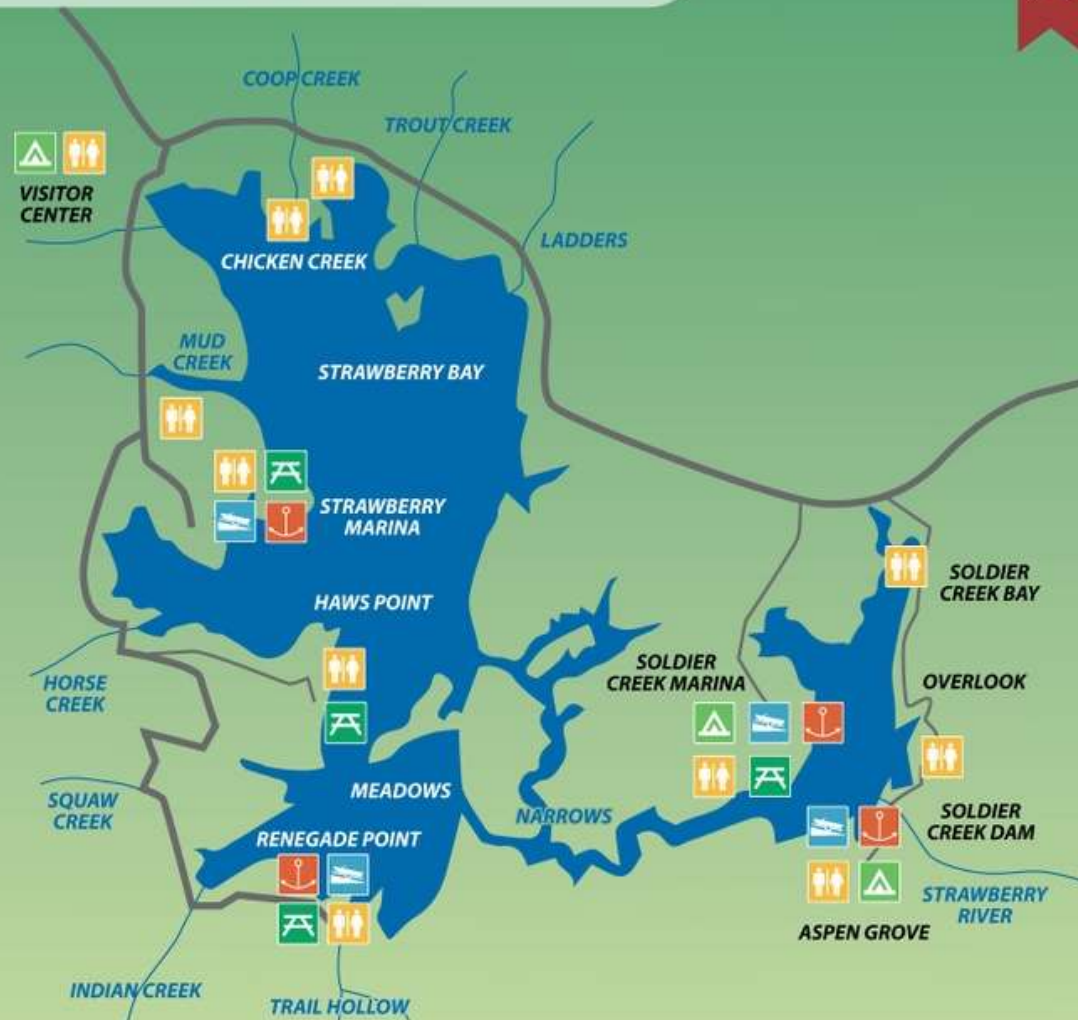 COOP CREEK
TROUT CREEK
VISITOR
CENTER
LADDERS
CHICKEN CREEK
MUD
CREEK
STRAWBERRY BAY
STRAWBERRY
MARINA
SOLDIER
CREEK BAY
HAWS POINT
SOLDIER
CREEK MARINA
OVERLOOK
HORSE
CREEK
MEADOWS
SQUAW
CREEK
NARROWS
SOLDIER
CREEK DAM
RENEGADE POINT
STRAWBERRY
RIVER
ASPEN GROVE
INDIAN CREEK
TRAIL HOLLOW